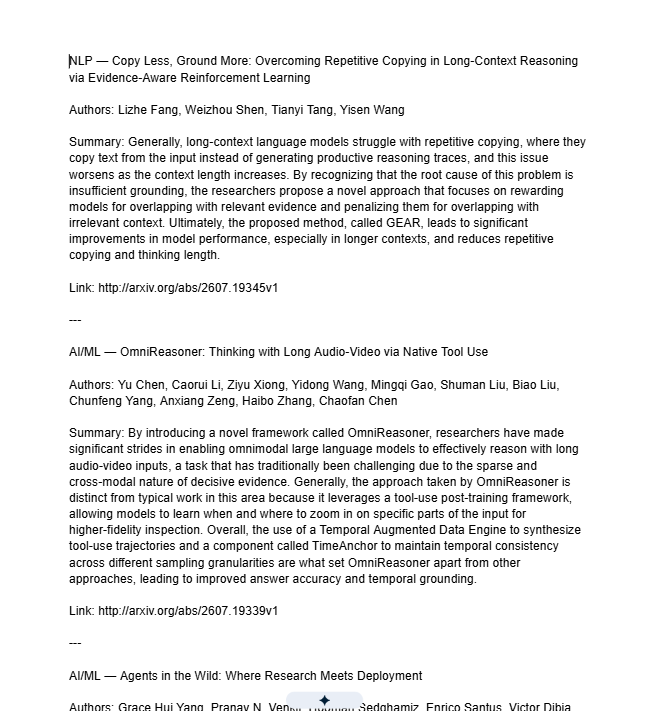 NLP — Copy Less, Ground More: Overcoming Repetitive Copying in Long-Context Reasoning
via Evidence-Aware Reinforcement Learning
Authors: Lizhe Fang, Weizhou Shen, Tianyi Tang, Yisen Wang
Summary: Generally, long-context language models struggle with repetitive copying, where they
copy text from the input instead of generating productive reasoning traces, and this issue
worsens as the context length increases. By recognizing that the root cause of this problem is
insufficient grounding, the researchers propose a novel approach that focuses on rewarding
models for overlapping with relevant evidence and penalizing them for overlapping with
irrelevant context. Ultimately, the proposed method, called GEAR, leads to significant
improvements in model performance, especially in longer contexts, and reduces repetitive
copying and thinking length.
Link: http://arxiv.org/abs/2607.19345v1
---
AI/ML — OmniReasoner: Thinking with Long Audio-Video via Native Tool Use
Authors: Yu Chen, Caorui Li, Ziyu Xiong, Yidong Wang, Mingqi Gao, Shuman Liu, Biao Liu,
Chunfeng Yang, Anxiang Zeng, Haibo Zhang, Chaofan Chen
Summary: By introducing a novel framework called OmniReasoner, researchers have made
significant strides in enabling omnimodal large language models to effectively reason with long
audio-video inputs, a task that has traditionally been challenging due to the sparse and
cross-modal nature of decisive evidence. Generally, the approach taken by OmniReasoner is
distinct from typical work in this area because it leverages a tool-use post-training framework,
allowing models to learn when and where to zoom in on specific parts of the input for
higher-fidelity inspection. Overall, the use of a Temporal Augmented Data Engine to synthesize
tool-use trajectories and a component called TimeAnchor to maintain temporal consistency
across different sampling granularities are what set OmniReasoner apart from other
approaches, leading to improved answer accuracy and temporal grounding.
Link: http://arxiv.org/abs/2607.19339v1
---
AI/ML — Agents in the Wild: Where Research Meets Deployment
Authors: Grace Hui Yang, Pranav N. Sedghamiz, Enrico Santus, Victor Dibia